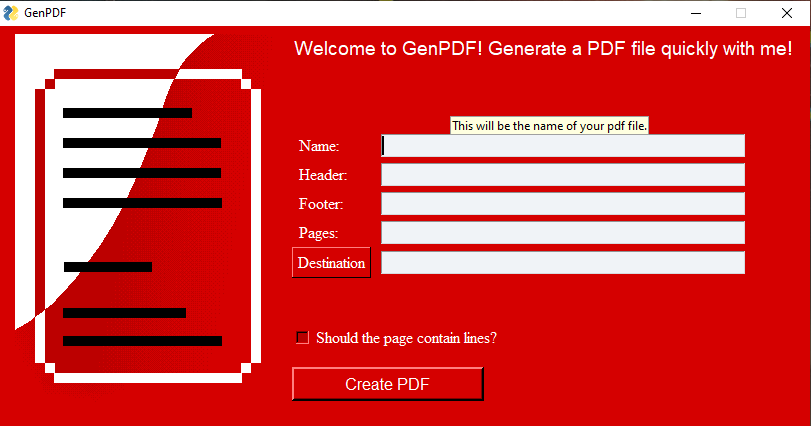 GenPDF
Welcome to GenPDF! Generate a PDF file quickly with me!
This will be the name of your pdf file.
Name:
Header:
Footer:
Pages:
Destination
Should the page contain lines?
Create PDF